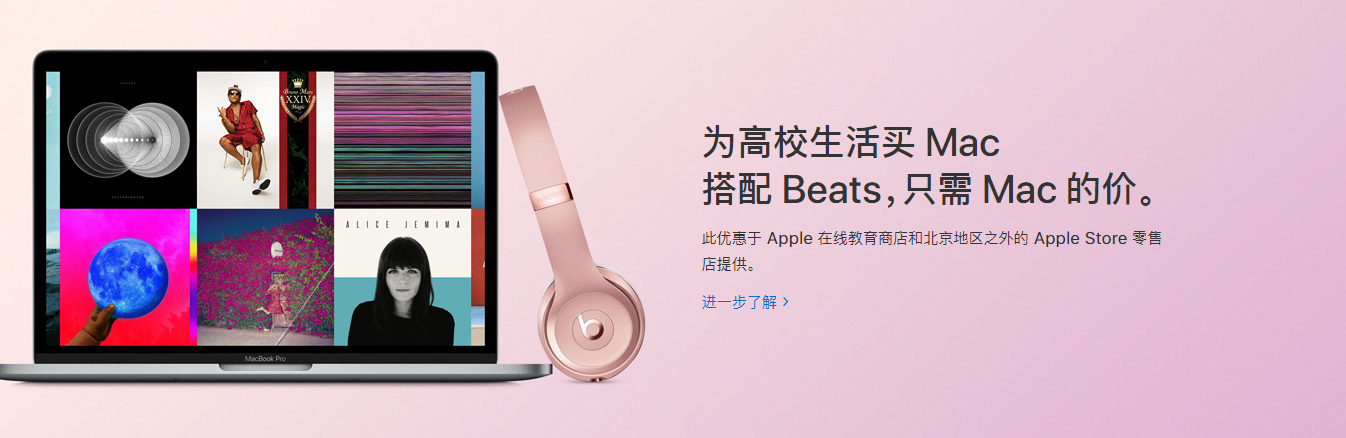 Bruno Mars
XXIV
Magic
ALICE JEMIMA
MacBook Pro
为高校生活买 Mac
搭配 Beats，只需 Mac 的价。
此优惠于 Apple 在线教育商店和北京地区之外的 Apple Store 零售
店提供。
进一步了解 >